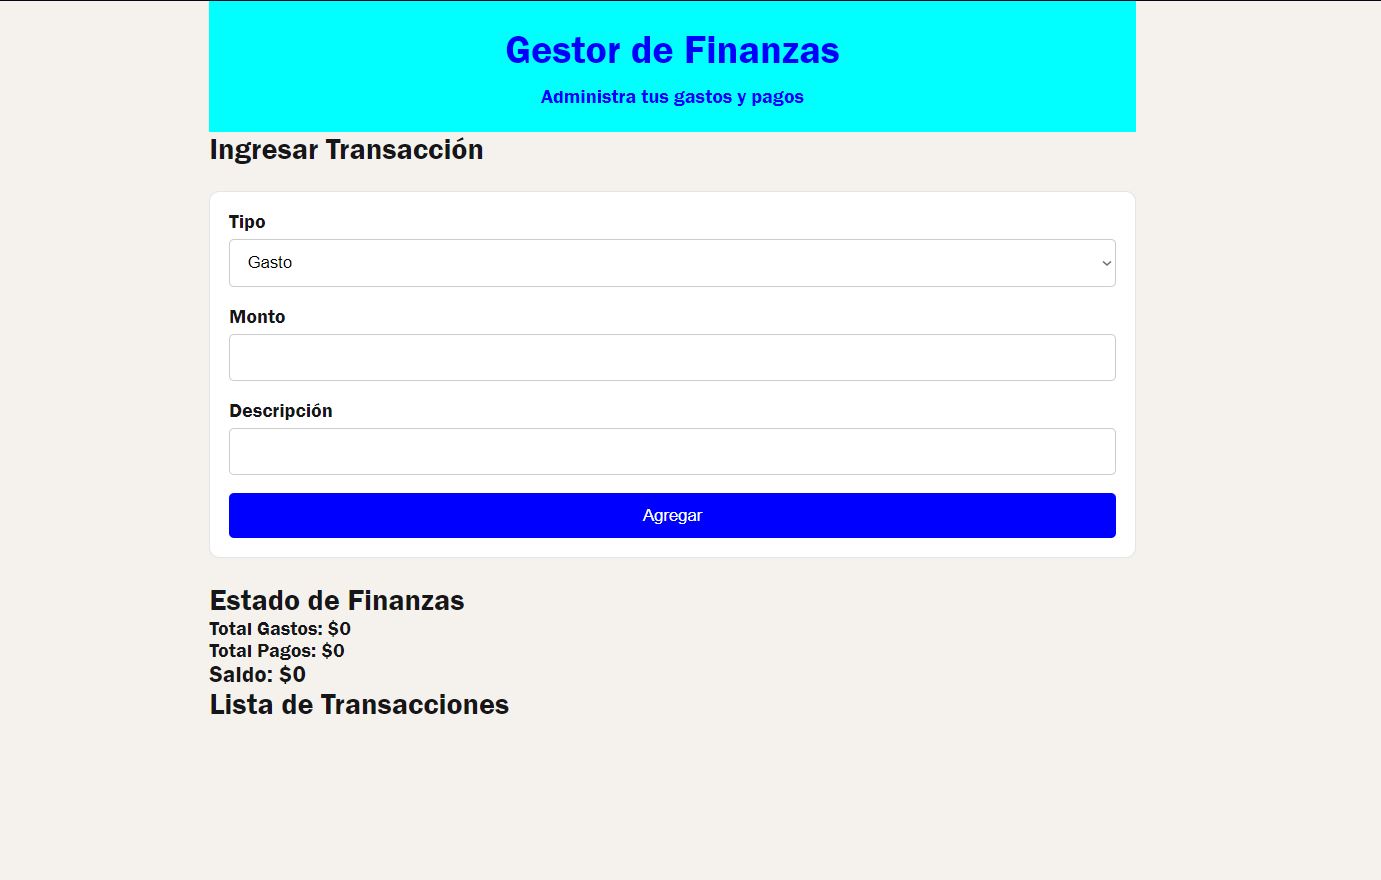 Gestor de Finanzas
Administra tus gastos y pagos
Ingresar Transacción
Tipo
Gasto
Monto
Descripción
Agregar
Estado de Finanzas
Total Gastos: $0
Total Pagos: $0
Saldo: $0
Lista de Transacciones